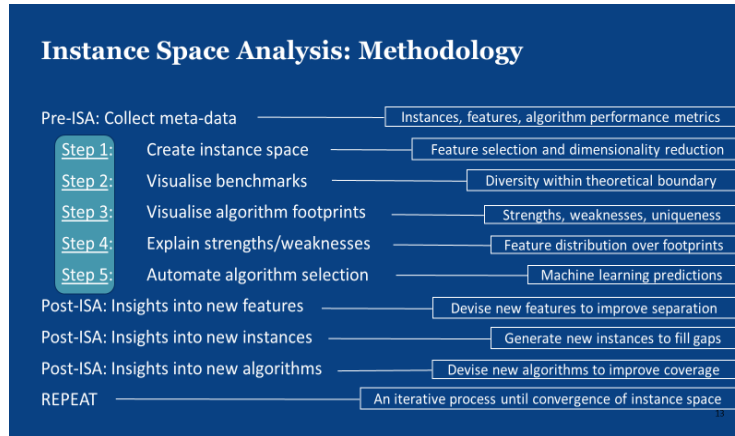 Instance Space Analysis: Methodology
Pre-ISA: Collect meta-data Instances, features, algorithm performance metrics
Step 1: Create instance space Feature selection and dimensionality reduction
Step 2: Visualise benchmarks Diversity within theoretical boundary
Step 3: Visualise algorithm footprints Strengths, weaknesses, uniqueness
Step 4: Explain strengths/weaknesses Feature distribution over footprints
Step 5: Automate algorithm selection Machine learning predictions
Post-ISA: Insights into new features Devise new features to improve separation
Post-ISA: Insights into new instances Generate new instances to fill gaps
Post-ISA: Insights into new algorithms Devise new algorithms to improve coverage
REPEAT An iterative process until convergence of instance space
13